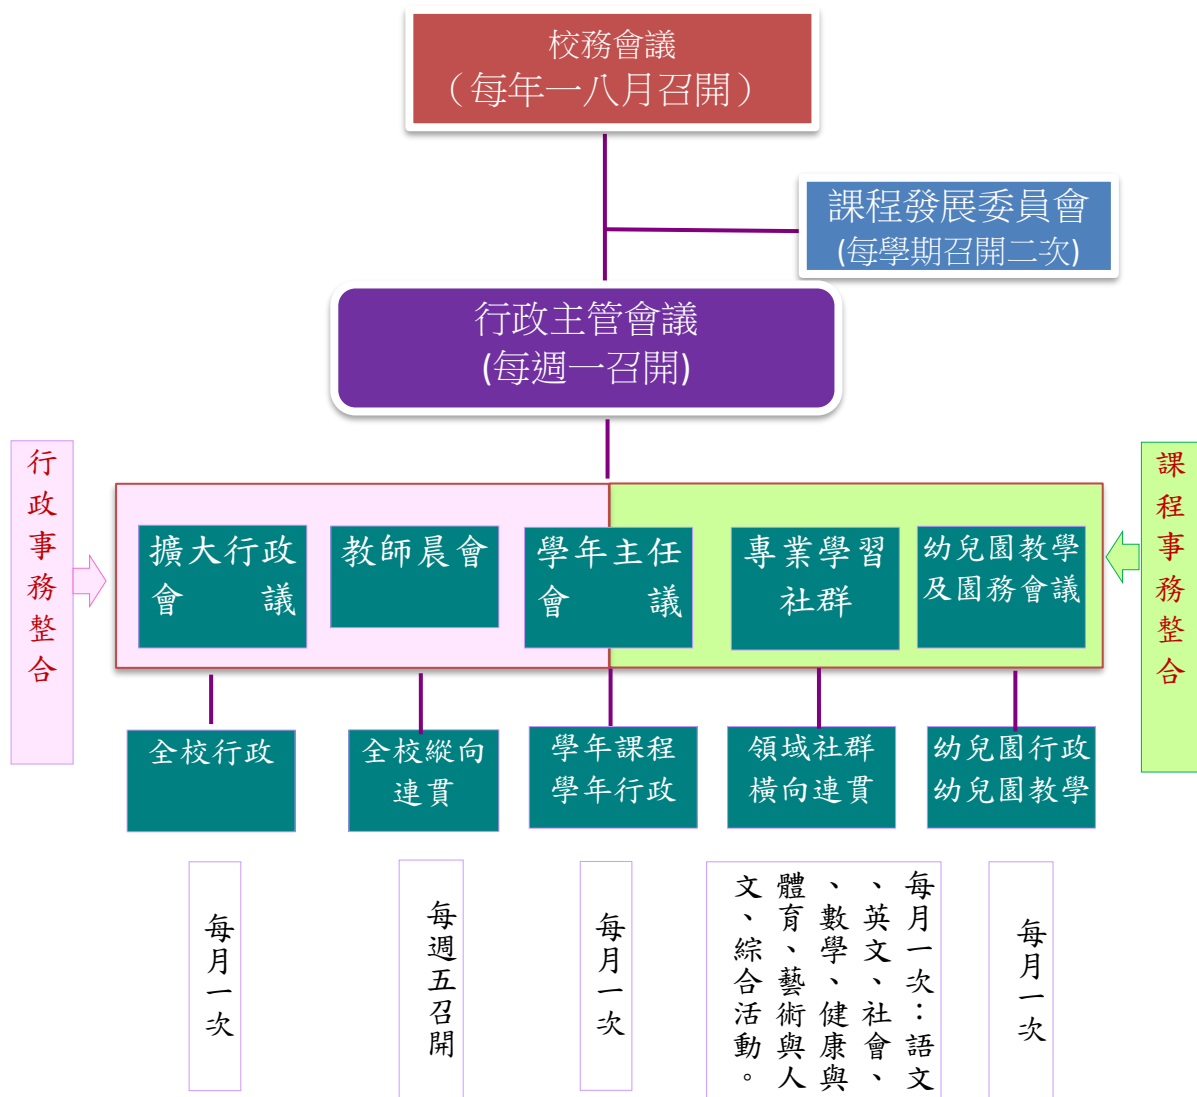 校務會議
（每年一八月召開）
課程發展委員會
(每學期召開二次)
行政主管會議
(每週一召開)
行政事務整合
課程事務整合
擴大行政
會議
教師晨會
學年主任
會議
專業學習
社群
幼兒園教學
及園務會議
全校行政
全校縱向
連貫
學年課程
學年行政
領域社群
橫向連貫
幼兒園行政
幼兒園教學
每月一次
每週五召開
每月一次
每月一次：語文
、英文、社會、
、數學、健康與
體育、藝術與人
文、綜合活動。
每月一次